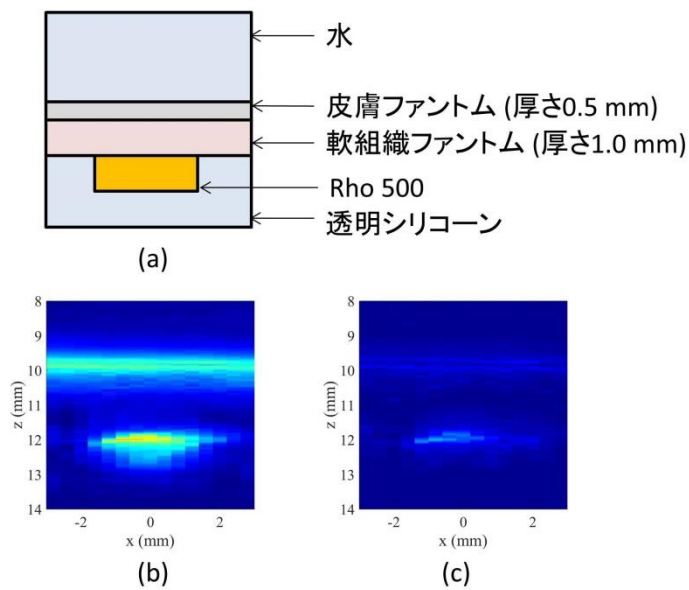 水
皮膚ファントム (厚さ0.5 mm)
軟組織ファントム (厚さ1.0 mm)
Rho 500
透明シリコーン
(a)
8
9
10
11
12
13
14
z (mm)
-2 0 2
x (mm)
(b)
8
9
10
11
12
13
14
z (mm)
-2 0 2
x (mm)
(c)